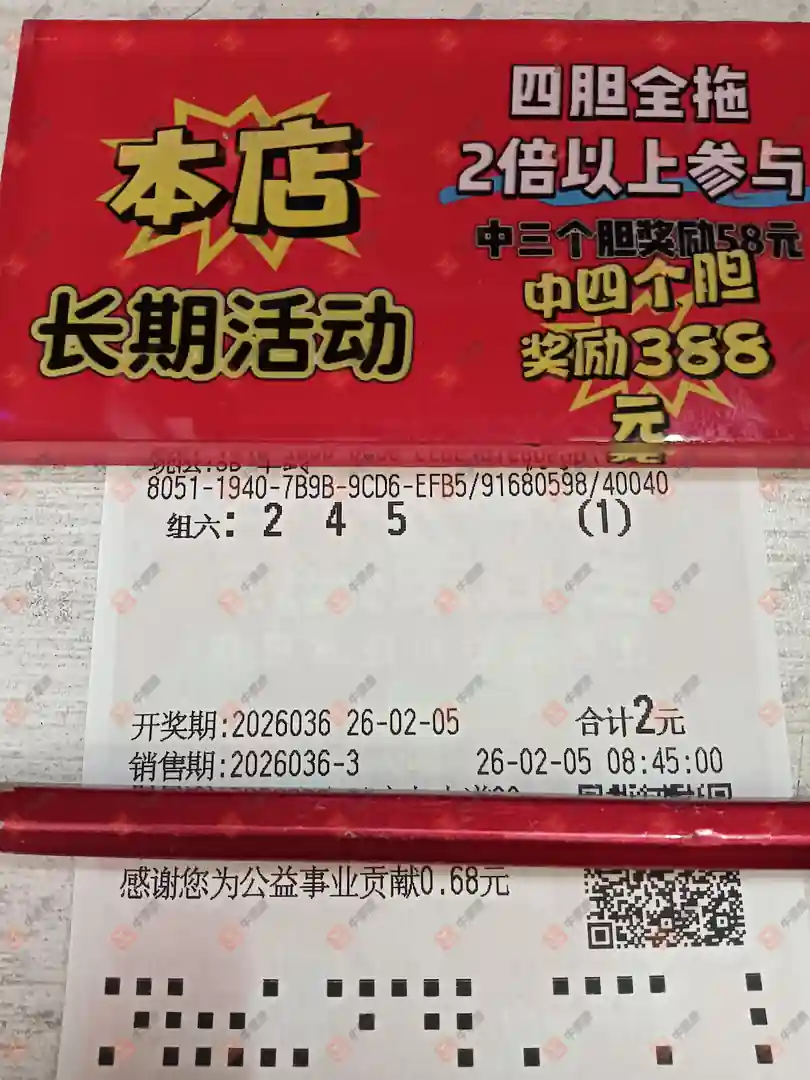 本店
长期活动
四胆全拖
2倍以上参与
中三个胆奖励58元
中四个胆
奖励388
元
8051-1940-7B9B-9CD6-EFB5/91680598/40040
组六: 2 4 5 (1)
开奖期:2026036 26-02-05 合计2元
销售期:2026036-3 26-02-05 08:45:00
感谢您为公益事业贡献0.68元